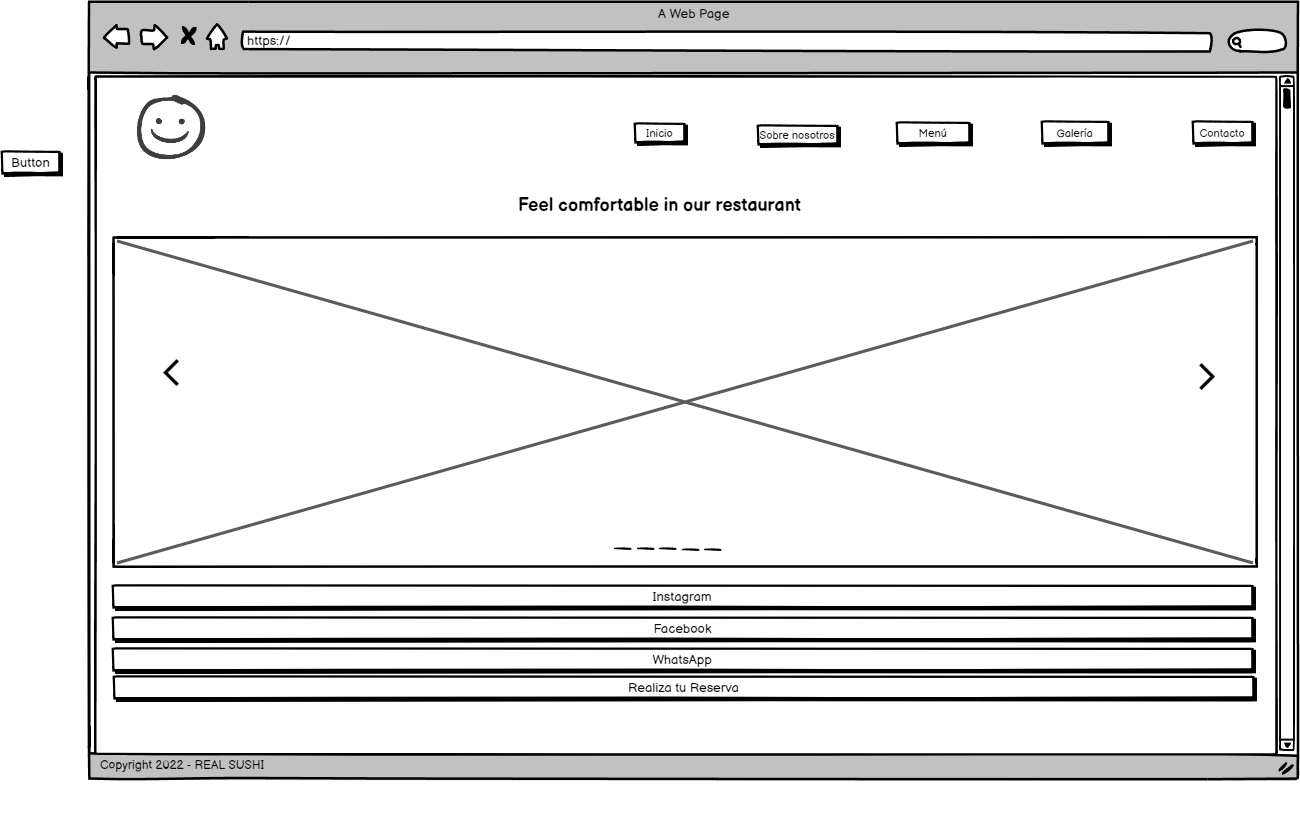 A Web Page
https://
Inicio
Sobre nosotros
Menú
Galería
Contacto
Button
Feel comfortable in our restaurant
Instagram
Facebook
WhatsApp
Realiza tu Reserva
Copyright 2022 - REAL SUSHI